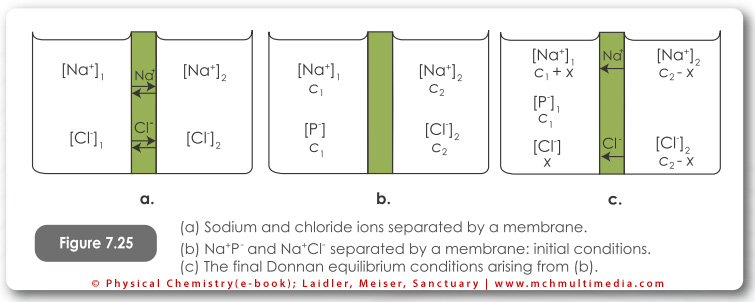 [Na⁺]₁
Na⁺
[Na⁺]₂
[Cl⁻]₁
Cl⁻
[Cl⁻]₂
a.
[Na⁺]₁
c₁
[Na⁺]₂
c₂
[P⁻]
c₁
[Cl⁻]₂
c₂
b.
[Na⁺]₁
c₁ + x
Na⁺
[Na⁺]₂
c₂ - x
[P⁻]₁
c₁
[Cl⁻]
x
Cl⁻
[Cl⁻]₂
c₂ - x
c.
Figure 7.25
(a) Sodium and chloride ions separated by a membrane.
(b) Na⁺P⁻ and Na⁺Cl⁻ separated by a membrane: initial conditions.
(c) The final Donnan equilibrium conditions arising from (b).
© Physical Chemistry(e-book); Laidler, Meiser, Sanctuary | www.mchmultimedia.com